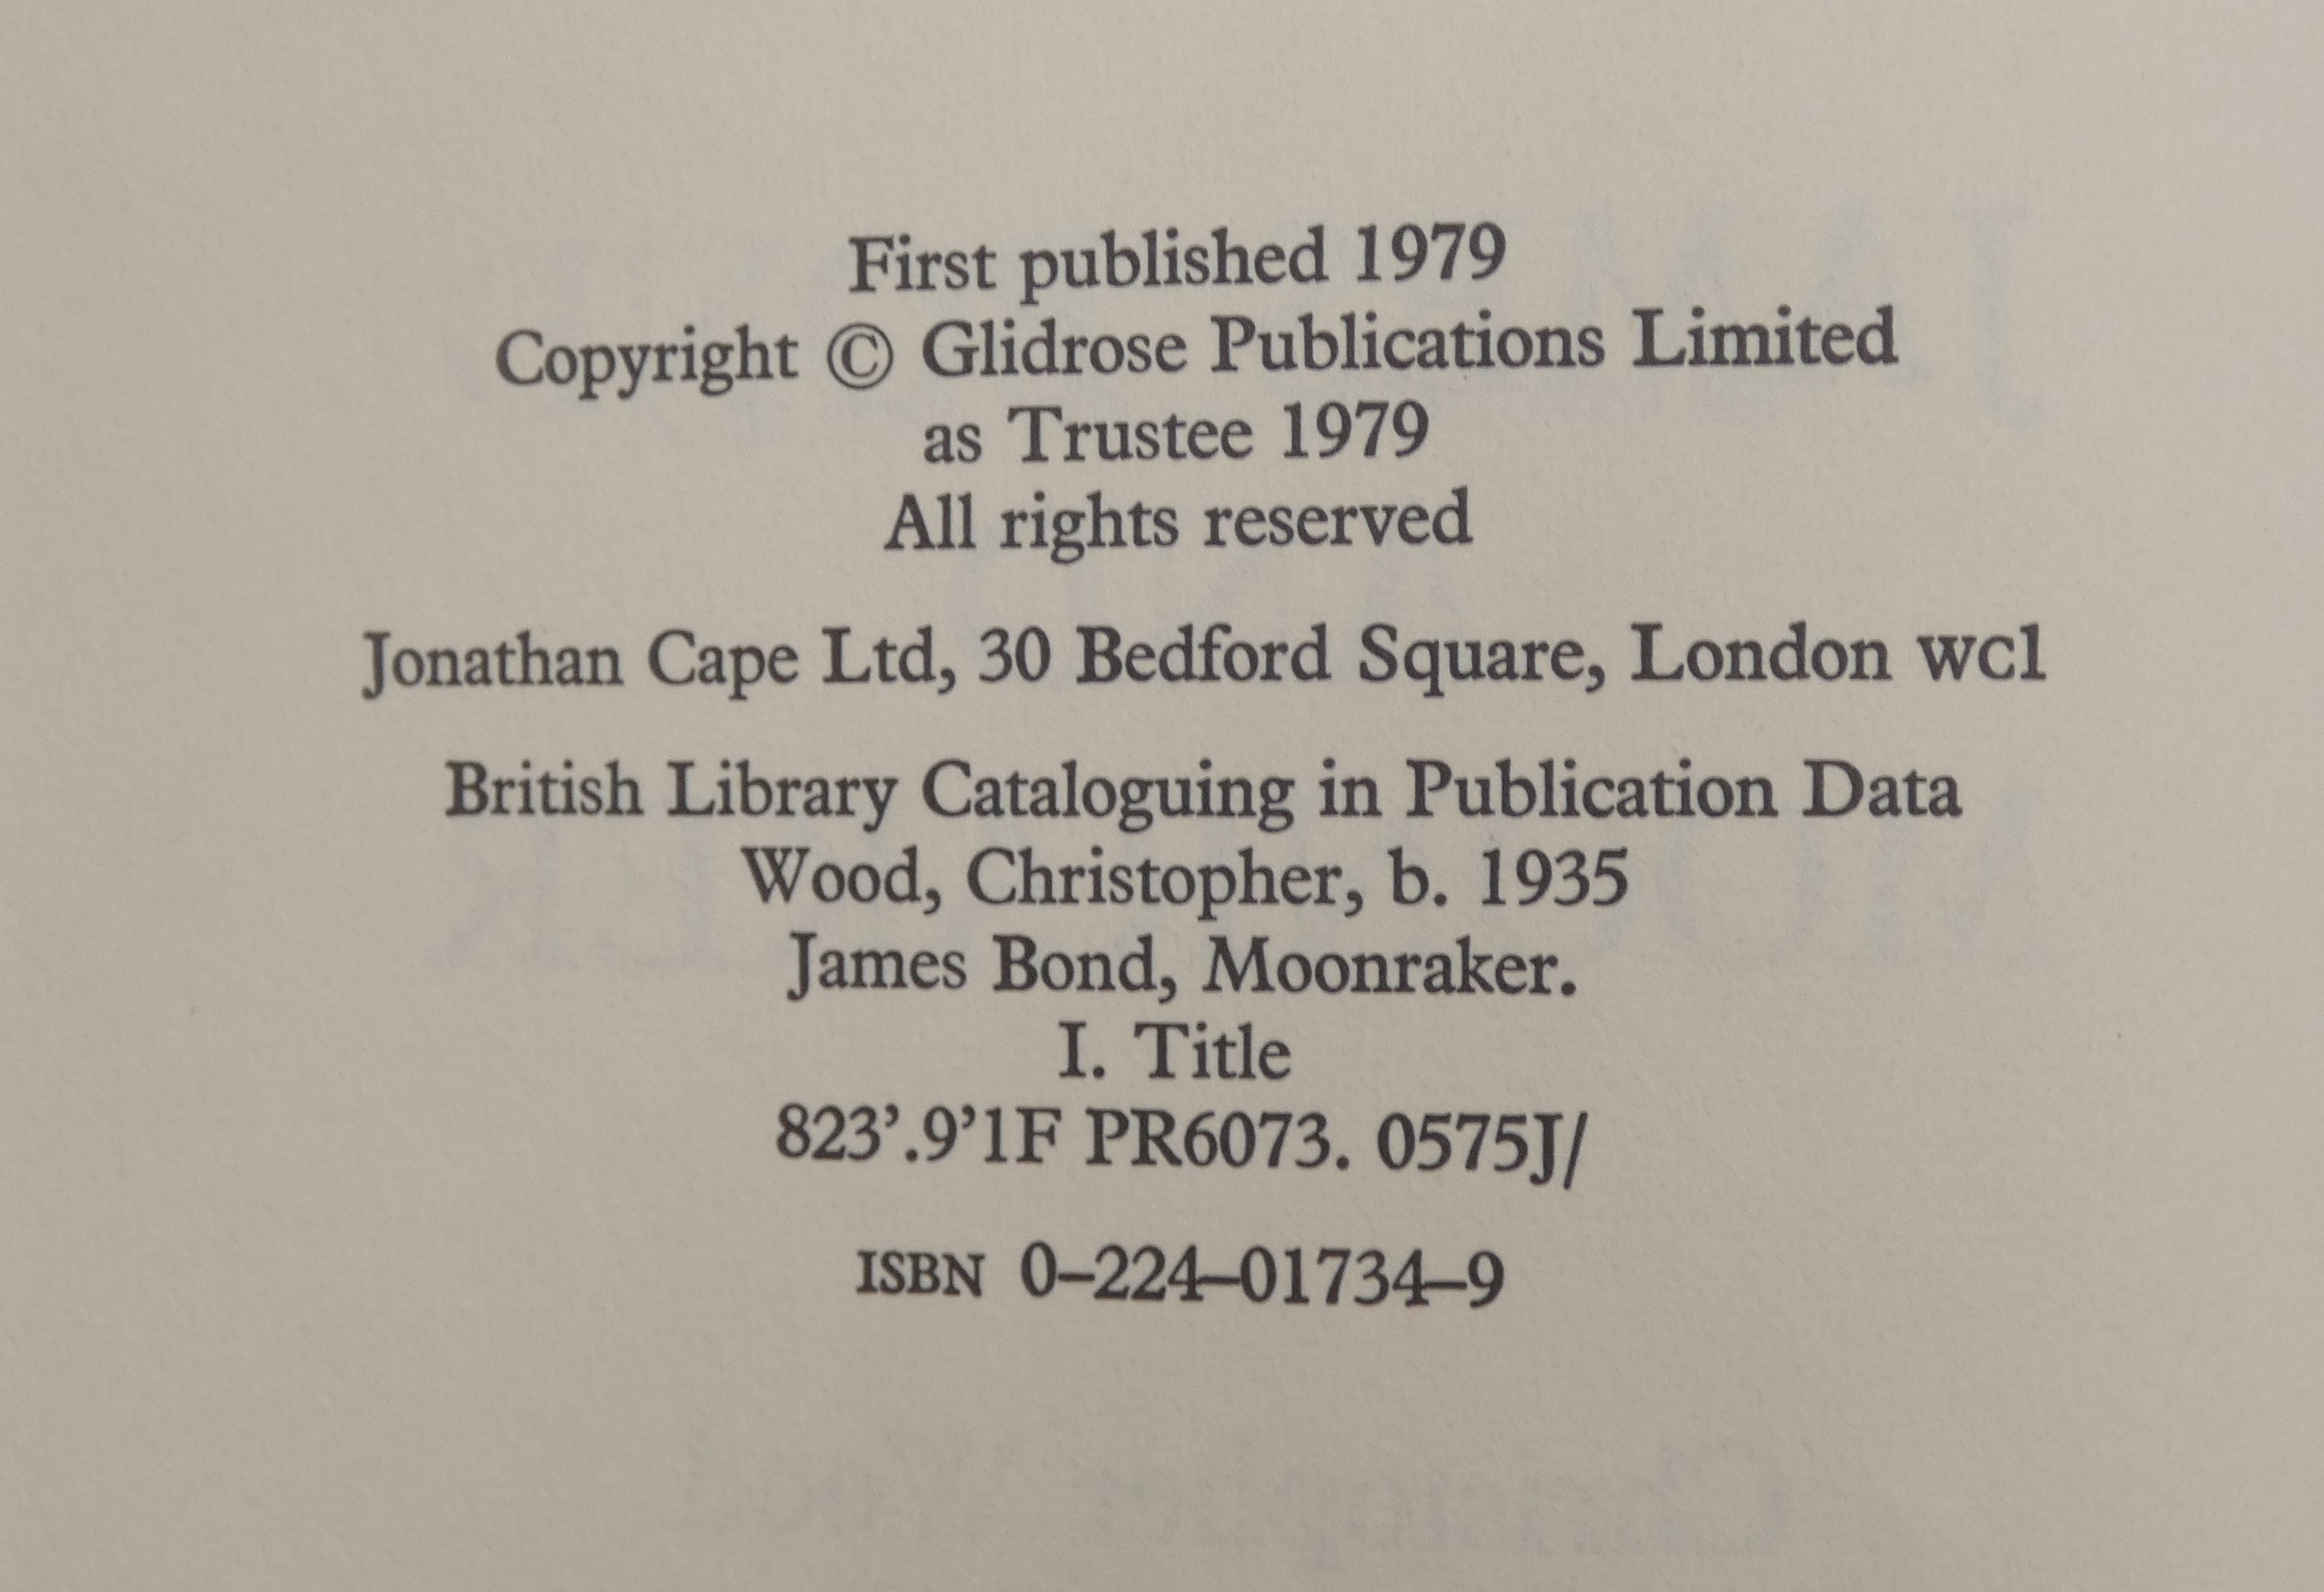 First published 1979
Copyright © Glidrose Publications Limited
as Trustee 1979
All rights reserved
Jonathan Cape Ltd, 30 Bedford Square, London WC1
British Library Cataloguing in Publication Data
Wood, Christopher, b. 1935
James Bond, Moonraker.
I. Title
823’.9’1F PR6073. 0575J/
ISBN 0–224–01734–9